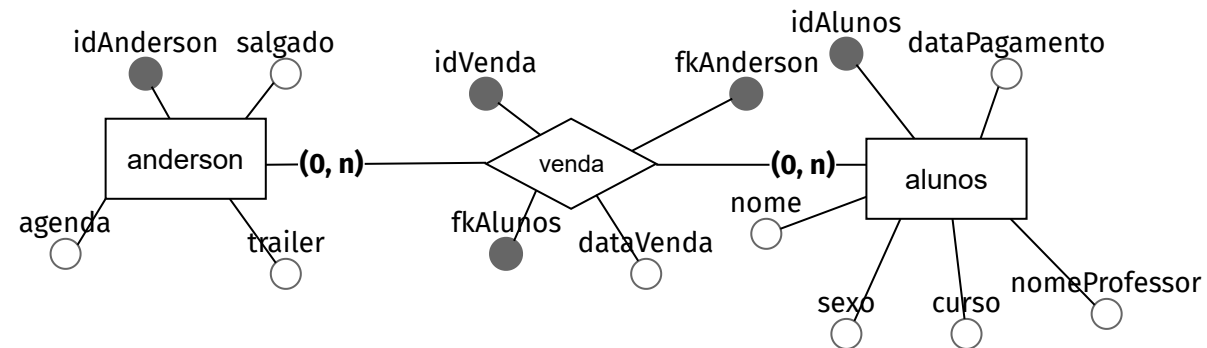 idAnderson
salgado
idVenda
fkAnderson
idAlunos
dataPagamento
anderson
(0, n)
venda
(0, n)
alunos
agenda
trailer
fkAlunos
dataVenda
nome
sexo
curso
nomeProfessor